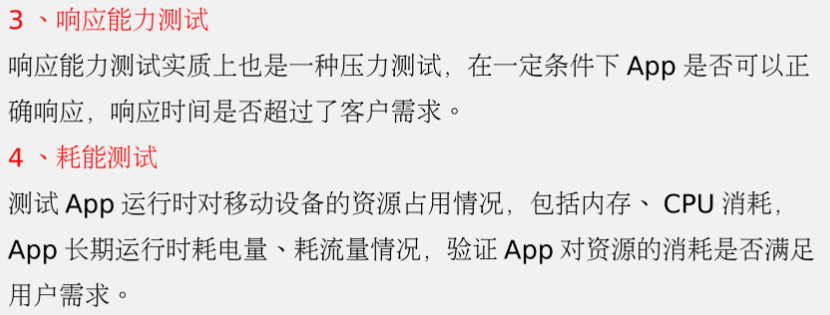 3 、响应能力测试
响应能力测试实质上也是一种压力测试，在一定条件下 App 是否可以正
确响应，响应时间是否超过了客户需求。
4 、耗能测试
测试 App 运行时对移动设备的资源占用情况，包括内存、 CPU 消耗，
App 长期运行时耗电量、耗流量情况，验证 App 对资源的消耗是否满足
用户需求。